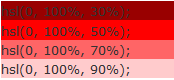 hsl(0, 100%, 30%);
hsl(0, 100%, 50%);
hsl(0, 100%, 70%);
hsl(0, 100%, 90%);